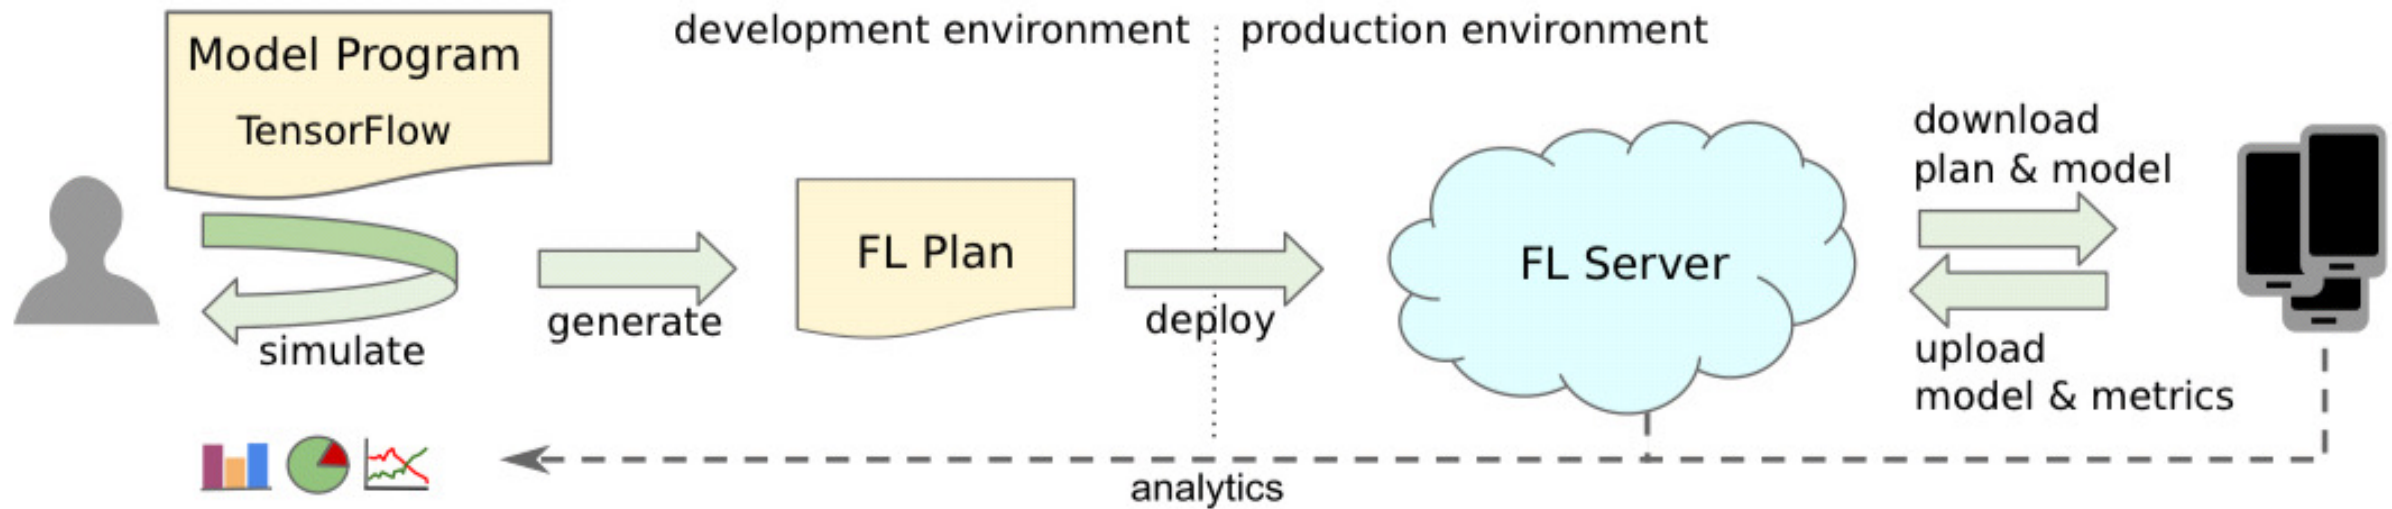 Model Program
TensorFlow
development environment
production environment
simulate
generate
FL Plan
deploy
FL Server
download
plan & model
upload
model & metrics
analytics